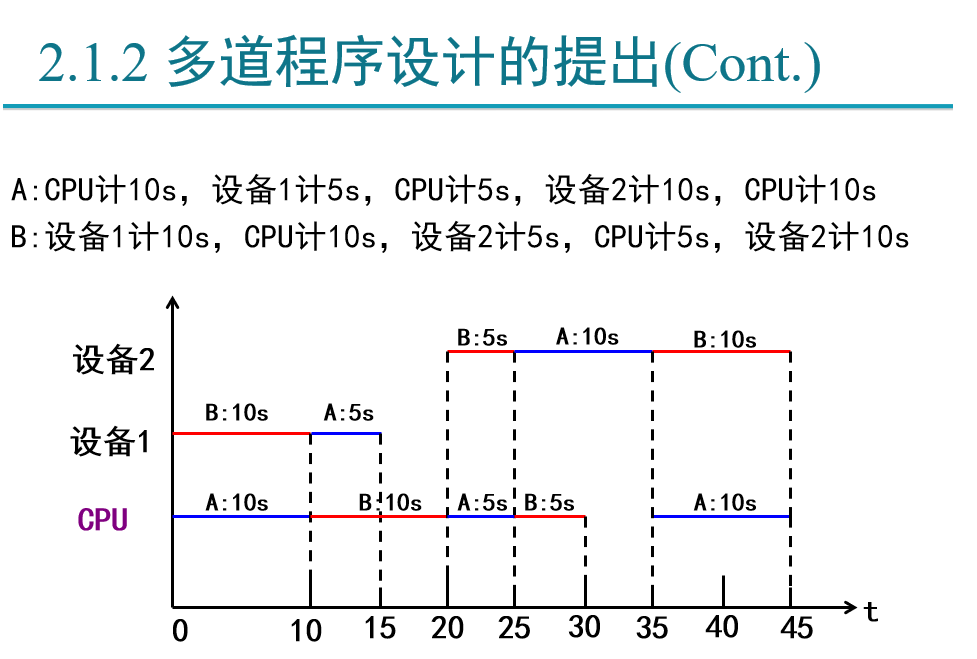 2.1.2 多道程序设计的提出(Cont.)
A:CPU计10s，设备1计5s，CPU计5s，设备2计10s，CPU计10s
B:设备1计10s，CPU计10s，设备2计5s，CPU计5s，设备2计10s
设备2 B:5s A:10s B:10s
设备1 B:10s A:5s
CPU A:10s B:10s A:5s B:5s A:10s
0 10 15 20 25 30 35 40 45 t